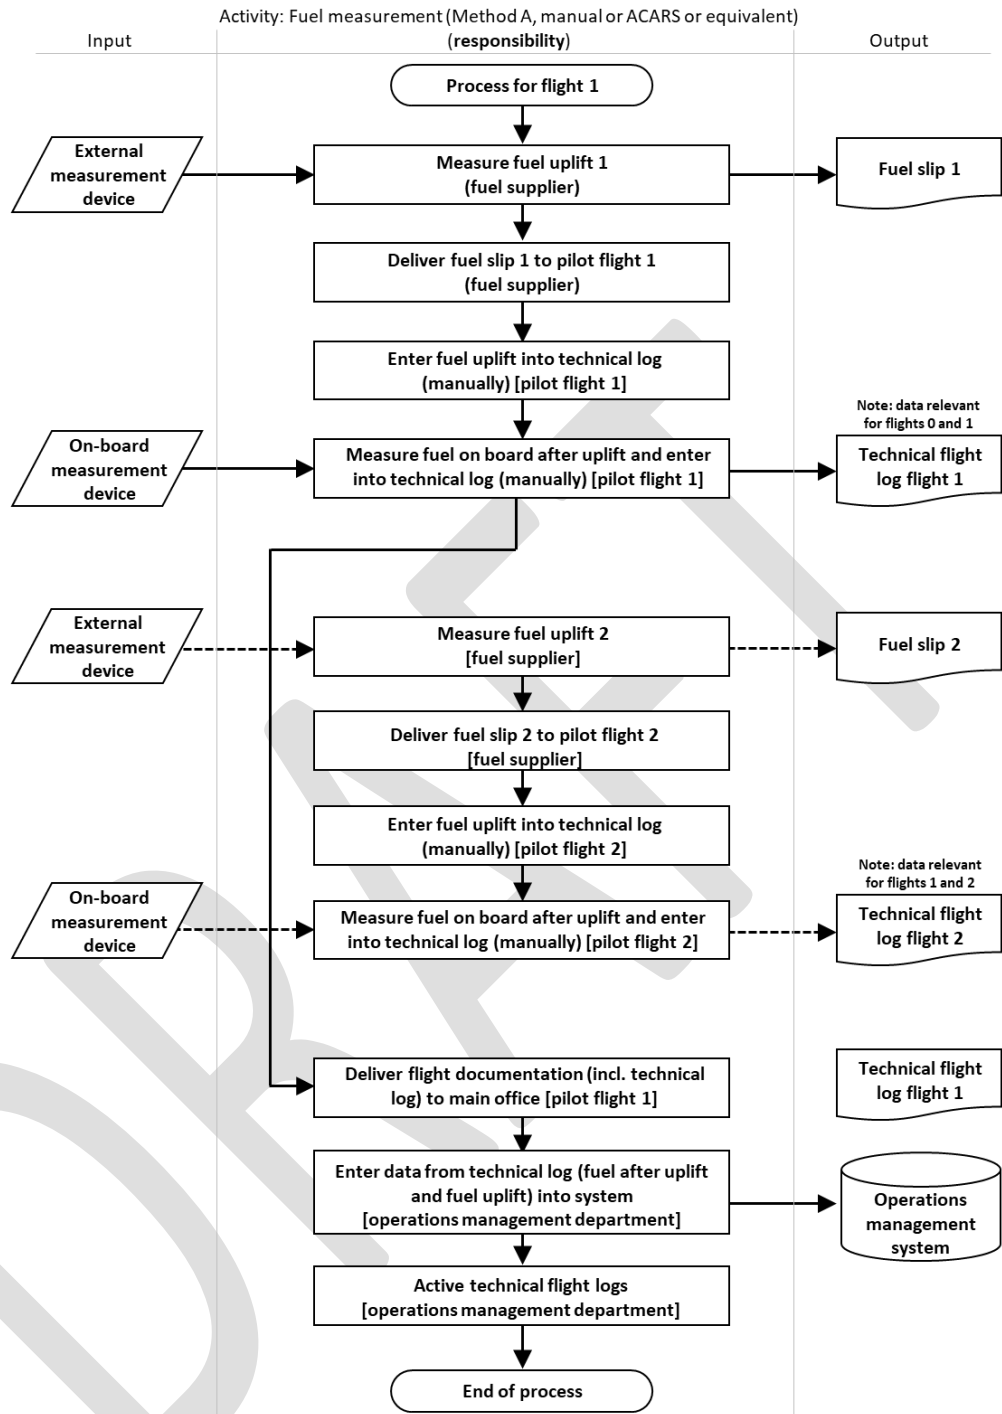 Activity: Fuel measurement (Method A, manual or ACARS or equivalent)
Input
(responsibility)
Output
Process for flight 1
External
measurement
device
Measure fuel uplift 1
(fuel supplier)
Fuel slip 1
Deliver fuel slip 1 to pilot flight 1
(fuel supplier)
Enter fuel uplift into technical log
(manually) [pilot flight 1]
Note: data relevant
for flights 0 and 1
On-board
measurement
device
Measure fuel on board after uplift and enter
into technical log (manually) [pilot flight 1]
Technical flight
log flight 1
External
measurement
device
Measure fuel uplift 2
[fuel supplier]
Fuel slip 2
Deliver fuel slip 2 to pilot flight 2
[fuel supplier]
Enter fuel uplift into technical log
(manually) [pilot flight 2]
Note: data relevant
for flights 1 and 2
On-board
measurement
device
Measure fuel on board after uplift and enter
into technical log (manually) [pilot flight 2]
Technical flight
log flight 2
Deliver flight documentation (incl. technical
log) to main office [pilot flight 1]
Technical flight
log flight 1
Enter data from technical log (fuel after uplift
and fuel uplift) into system
[operations management department]
Operations
management
system
Active technical flight logs
[operations management department]
End of process
DRAFT